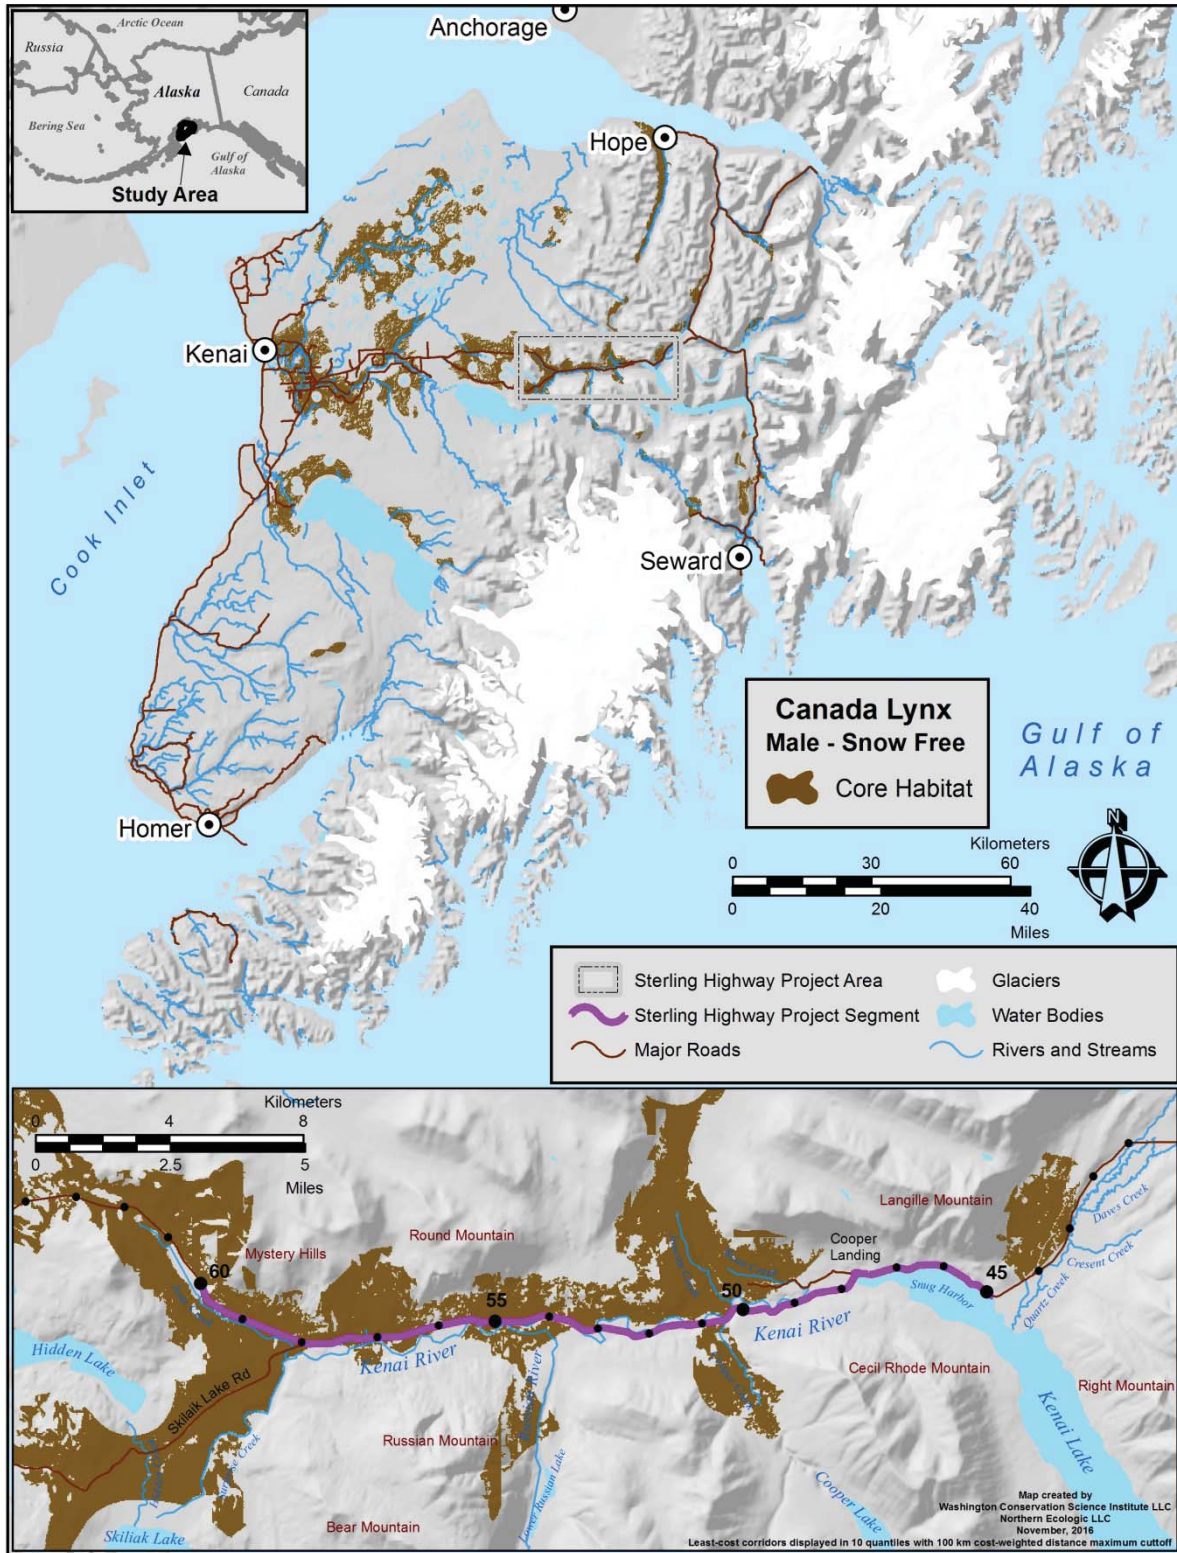 Arctic Ocean
Russia
Alaska
Canada
Bering Sea
Gulf of
Alaska
Study Area
Anchorage
Hope
Kenai
Cook Inlet
Seward
Homer
Canada Lynx
Male - Snow Free
Core Habitat
Gulf of
Alaska
N
Kilometers
0 30 60
0 20 40
Miles
Sterling Highway Project Area
Sterling Highway Project Segment
Major Roads
Glaciers
Water Bodies
Rivers and Streams
Kilometers
0 4 8
0 2.5 5
Miles
Langille Mountain
Daves Creek
Round Mountain
Mystery Hills
Cooper
Landing
Cresent Creek
60
55
50
45
Snug Harbor
Quartz Creek
Kenai River
Kenai River
Hidden Lake
Skilaik Lake Rd
Cecil Rhode Mountain
Right Mountain
Russian Mountain
Kenai Lake
Lower Russian Lake
Cooper Lake
Bear Mountain
Skiliak Lake
Map created by
Washington Conservation Science Institute LLC
Northern Ecologic LLC
November, 2016
Least-cost corridors displayed in 10 quantiles with 100 km cost-weighted distance maximum cuttoff